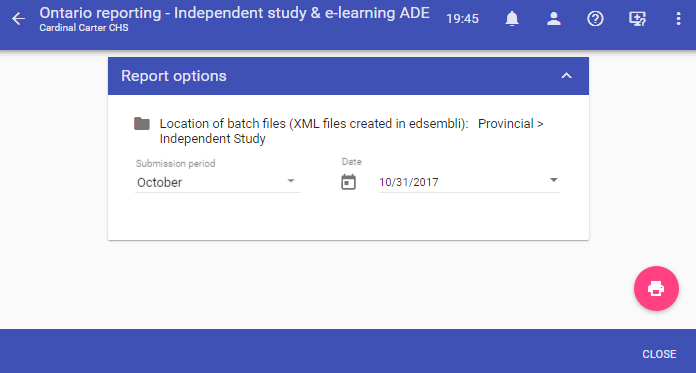 Ontario reporting - Independent study & e-learning ADE
Cardinal Carter CHS
19:45
Report options
Location of batch files (XML files created in edsembli): Provincial >
Independent Study
Submission period
October
Date
10/31/2017
CLOSE